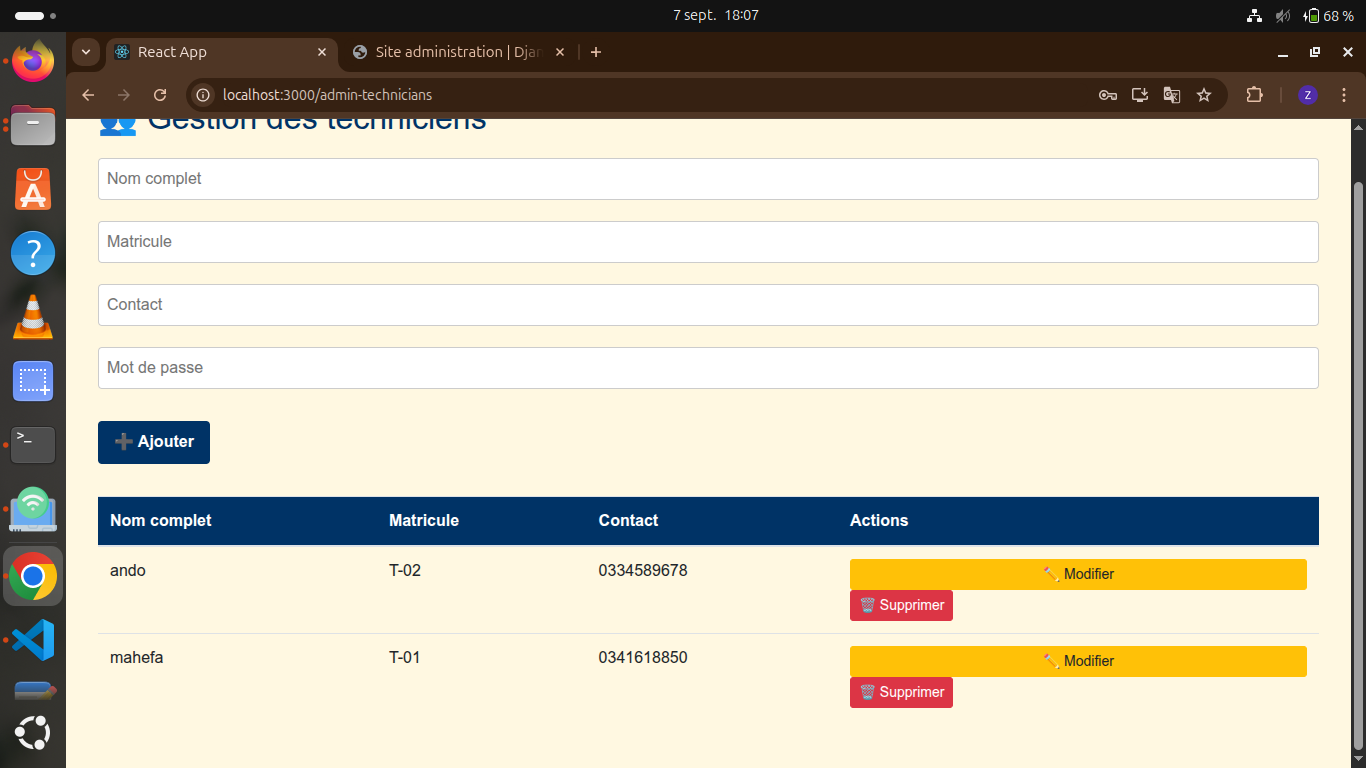 7 sept. 18:07
68 %
React App
Site administration | Djan
localhost:3000/admin-technicians
Z
👥 Gestion des techniciens
Nom complet
Matricule
Contact
Mot de passe
➕ Ajouter
Nom complet Matricule Contact Actions
ando T-02 0334589678 ✏️ Modifier
🗑️ Supprimer
mahefa T-01 0341618850 ✏️ Modifier
🗑️ Supprimer